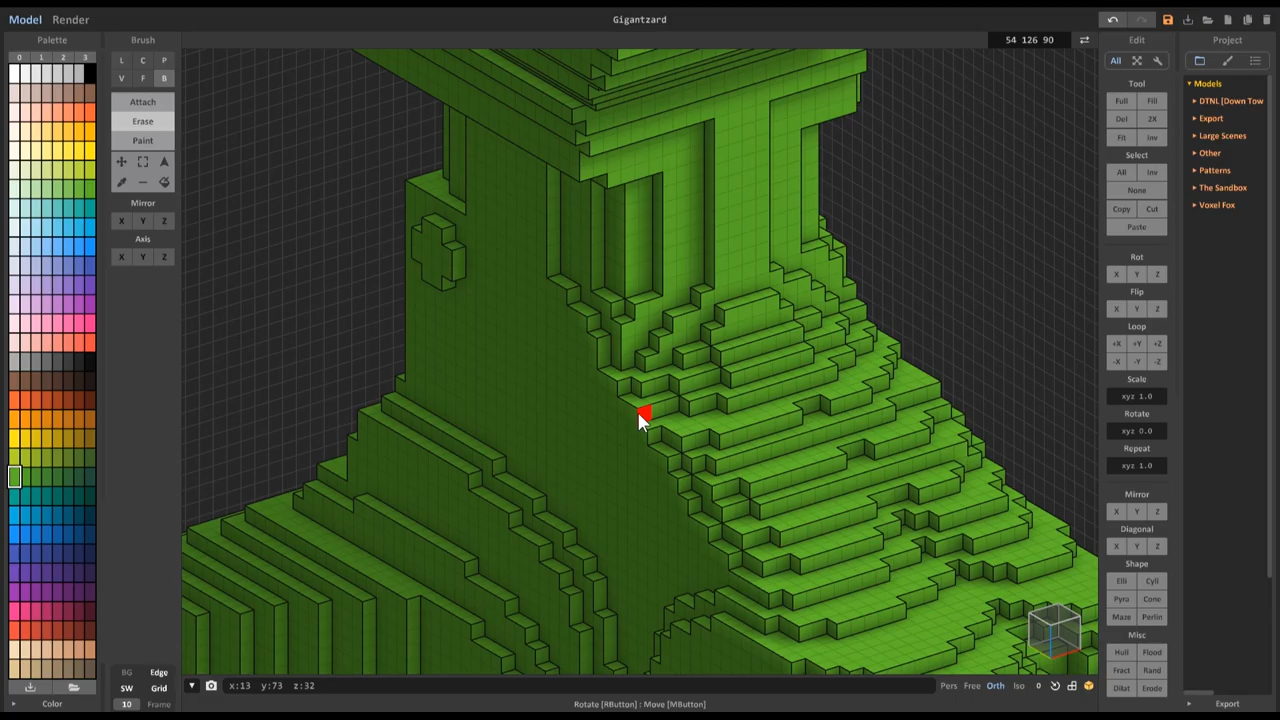 Model Render
Gigantzard
Palette
Brush
54 126 90
Edit
Project
0 1 2 3
L C P
V F B
Attach
Erase
Paint
Mirror
X Y Z
Axis
X Y Z
All
Tool
Full Fill
Del 2X
Fit Inv
Select
All Inv
None
Copy Cut
Paste
Rot
X Y Z
Flip
X Y Z
Loop
+X +Y +Z
-X -Y -Z
Scale
xyz 1.0
Rotate
xyz 0.0
Repeat
xyz 1.0
Mirror
X Y Z
Diagonal
X Y Z
Shape
Elli Cyli
Pyra Cone
Maze Perlin
Misc
Hull Flood
Fract Rand
Dilat Erode
Models
DTNL [Down Tow
Export
Large Scenes
Other
Patterns
The Sandbox
Voxel Fox
BG Edge
SW Grid
10 Frame
x:13 y:73 z:32
Pers Free Orth Iso 0
Color
Rotate [RButton] : Move [MButton]
Export